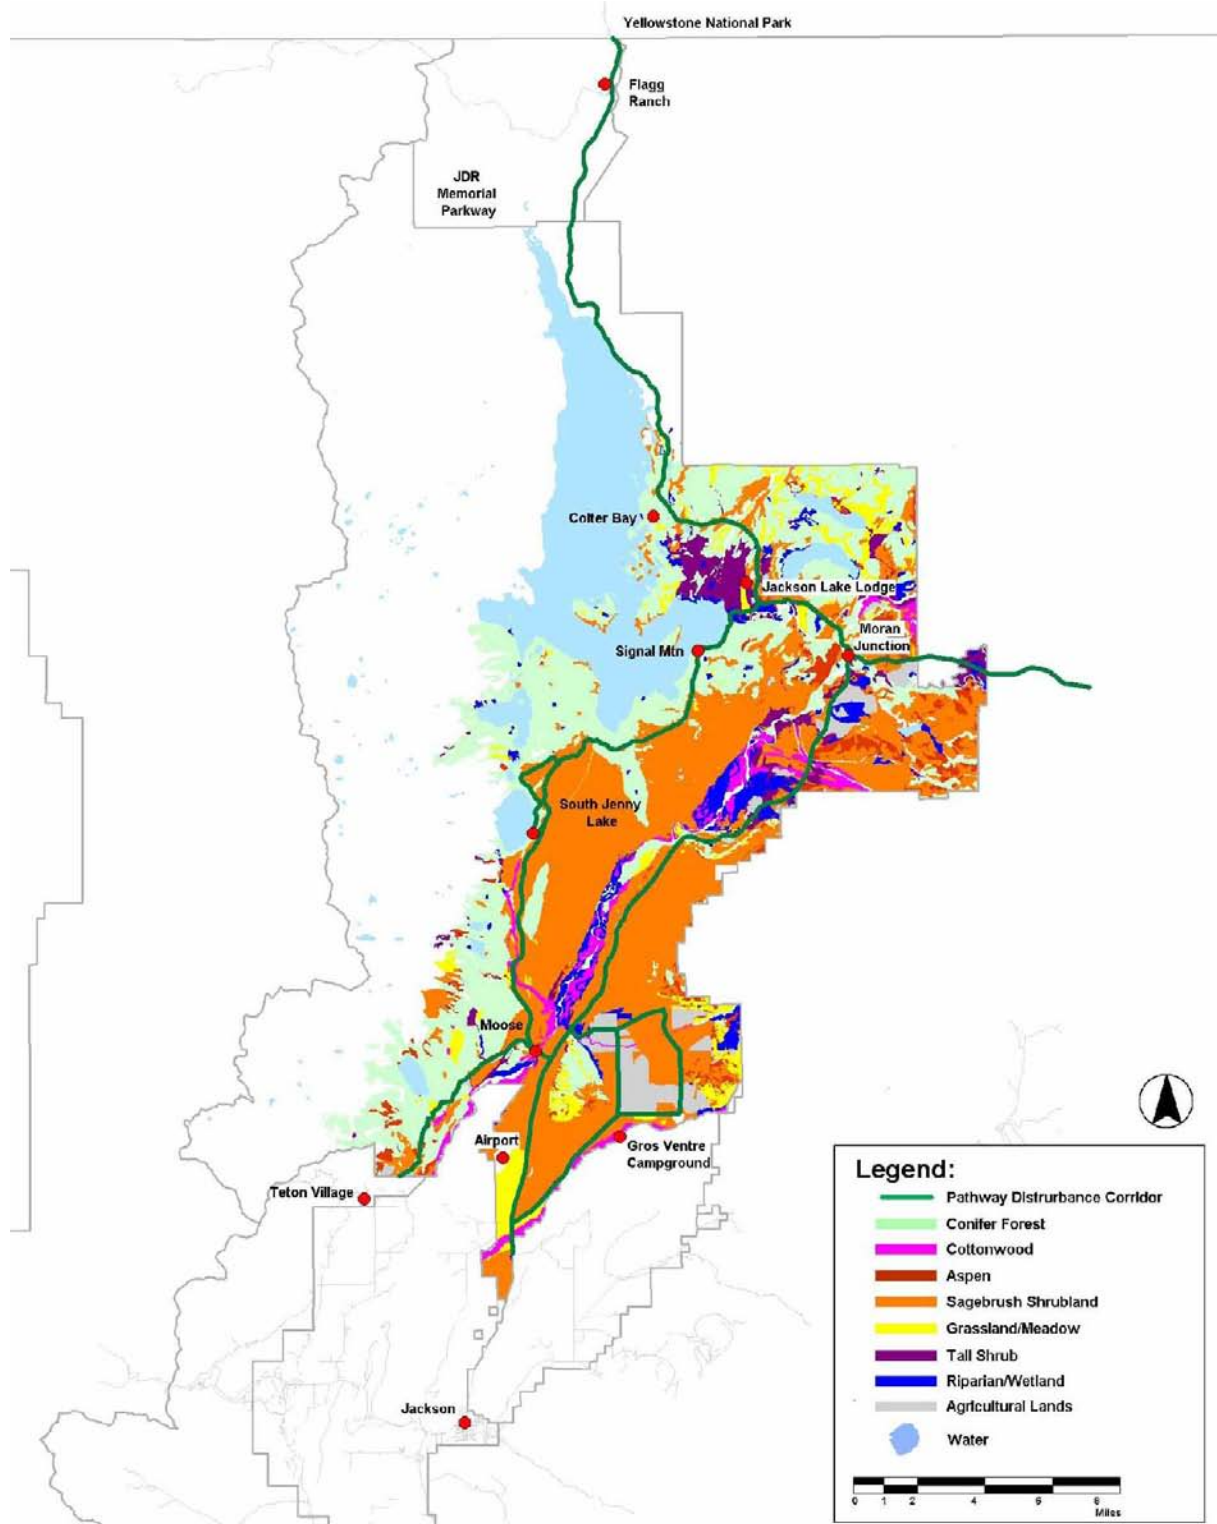 Yellowstone National Park
Flagg
Ranch
JDR
Memorial
Parkway
Colter Bay
Jackson Lake Lodge
Moran
Junction
Signal Mtn
South Jenny
Lake
Moose
Airport
Gros Ventre
Campground
Teton Village
Jackson
Legend:
Pathway Distrurbance Corridor
Conifer Forest
Cottonwood
Aspen
Sagebrush Shrubland
Grassland/Meadow
Tall Shrub
Riparian/Wetland
Agricultural Lands
Water
0 1 2 4 6 8
Miles